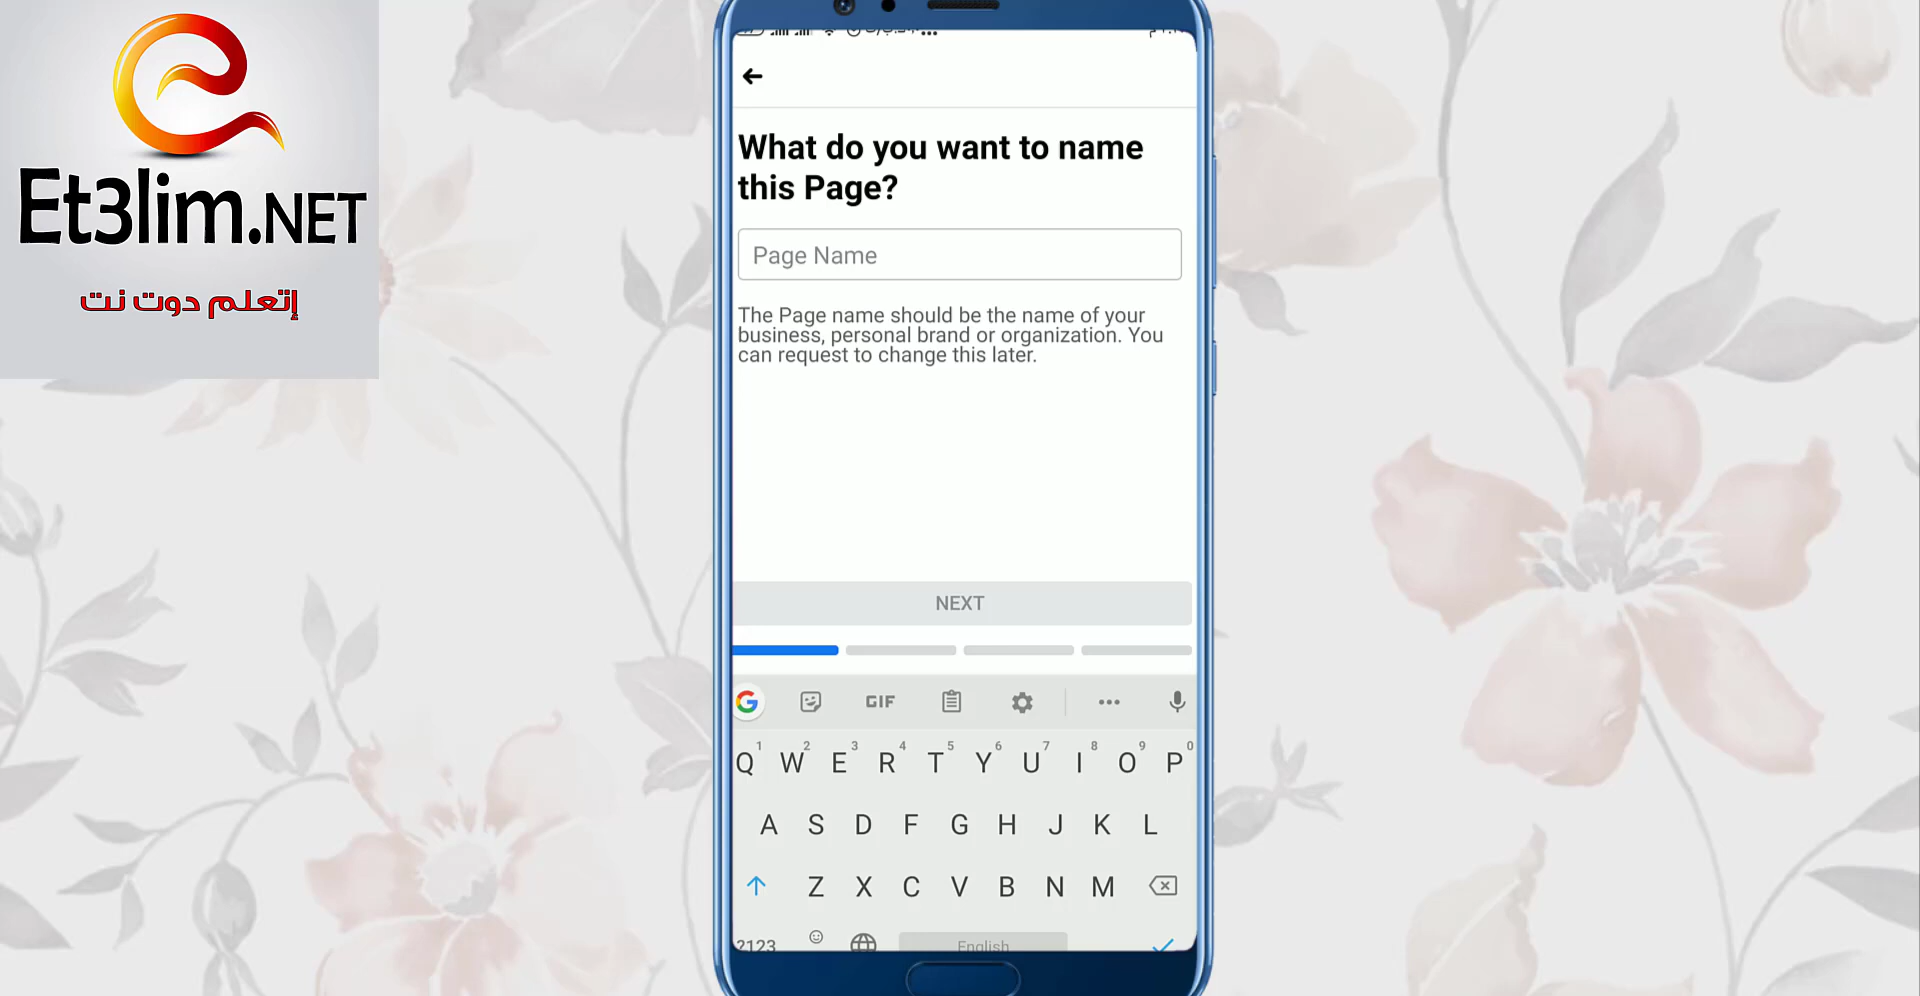 Et3lim.NET
إتعلم دوت نت
What do you want to name
this Page?
Page Name
The Page name should be the name of your
business, personal brand or organization. You
can request to change this later.
NEXT
G GIF
1 2 3 4 5 6 7 8 9 0
Q W E R T Y U I O P
A S D F G H J K L
Z X C V B N M
?123 English